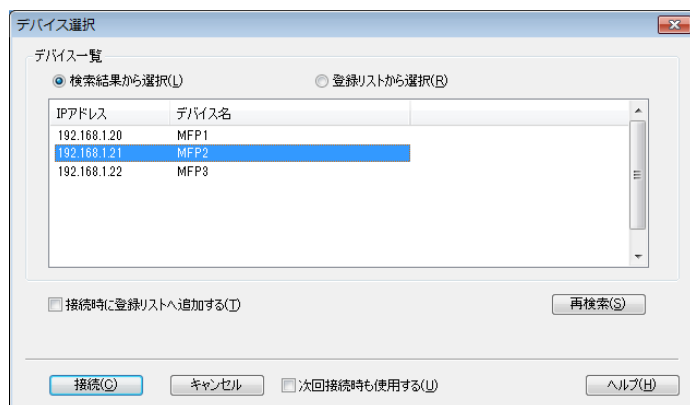 デバイス選択
デバイス一覧
検索結果から選択(L) 登録リストから選択(R)
IPアドレス デバイス名
192.168.1.20 MFP1
192.168.1.21 MFP2
192.168.1.22 MFP3
接続時に登録リストへ追加する(T) 再検索(S)
接続(C) キャンセル 次回接続時も使用する(U) ヘルプ(H)